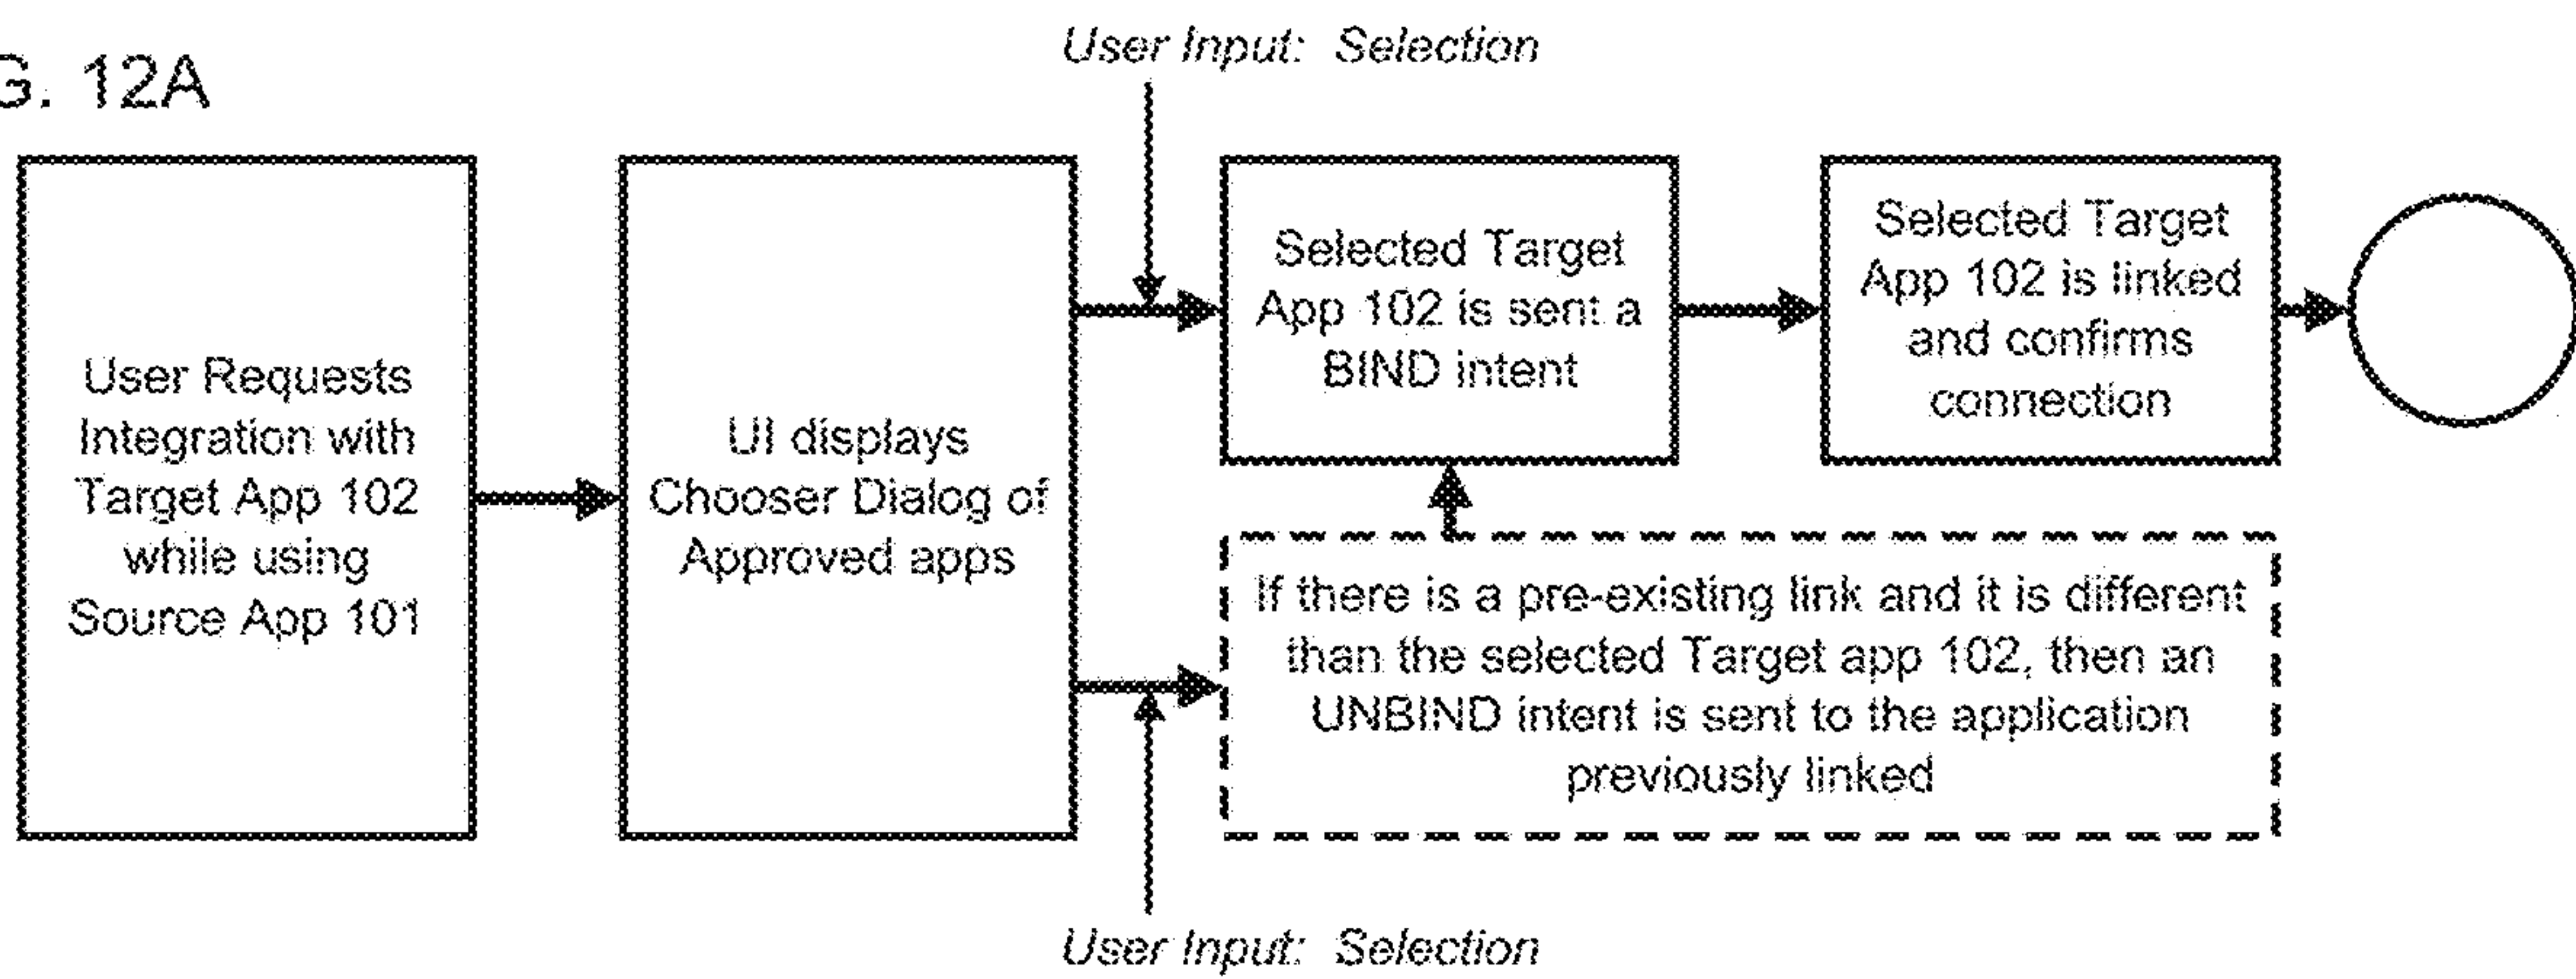 G. 12A
User Input: Selection
User Requests
Integration with
Target App 102
while using
Source App 101
UI displays
Chooser Dialog of
Approved apps
Selected Target
App 102 is sent a
BIND intent
Selected Target
App 102 is linked
and confirms
connection
If there is a pre-existing link and it is different
than the selected Target app 102, then an
UNBIND intent is sent to the application
previously linked
User Input: Selection